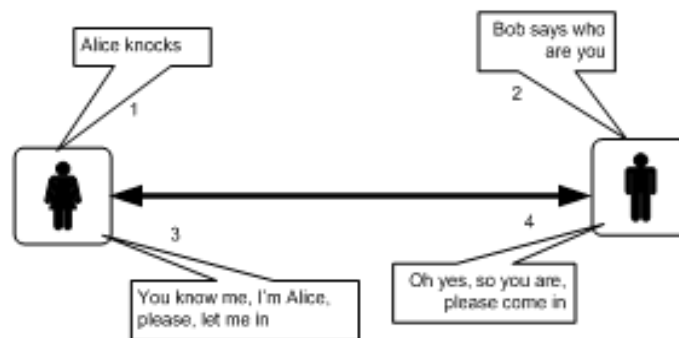 Alice knocks
1
Bob says who
are you
2
3
You know me, I'm Alice,
please, let me in
4
Oh yes, so you are,
please come in